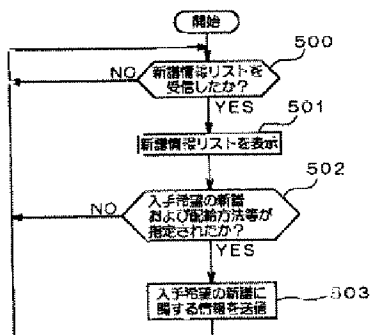 開始
500
新譜情報リストを
受信したか?
NO
YES
501
新譜情報リストを表示
502
入手希望の新譜
および配給方法等が
指定されたか?
NO
YES
503
入手希望の新譜に
関する情報を送信